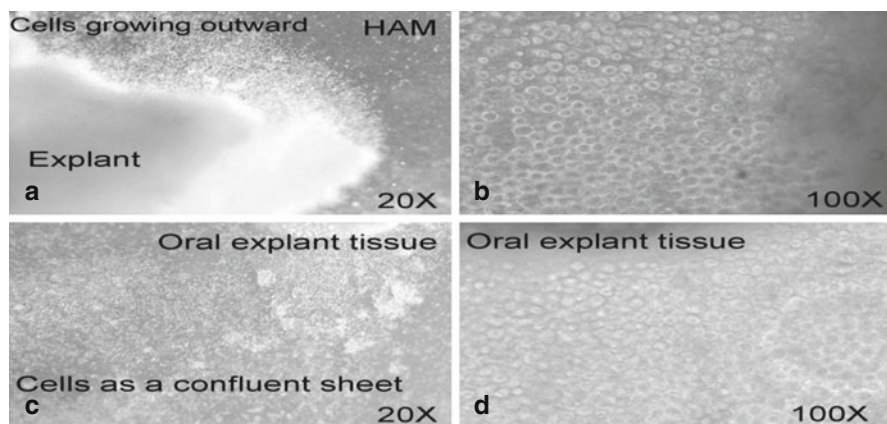 Cells growing outward HAM
Explant
a 20X
b 100X
Oral explant tissue
Cells as a confluent sheet
c 20X
Oral explant tissue
d 100X